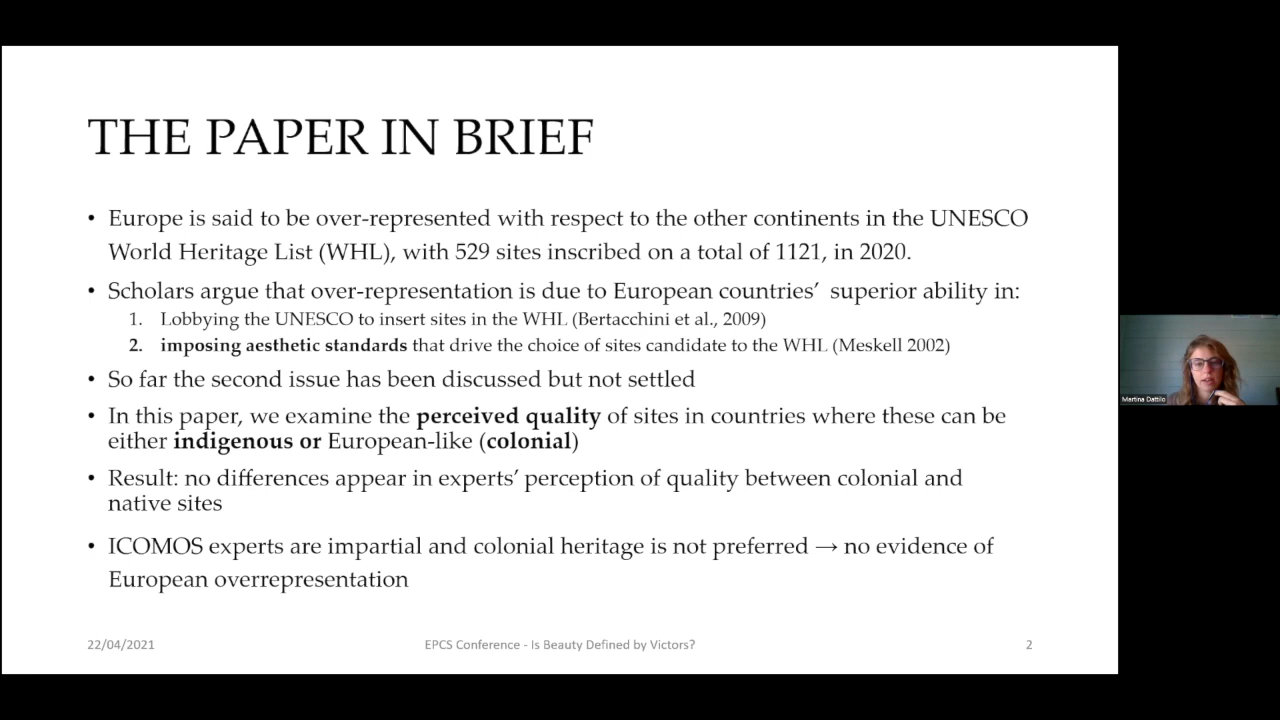 THE PAPER IN BRIEF
• Europe is said to be over-represented with respect to the other continents in the UNESCO
World Heritage List (WHL), with 529 sites inscribed on a total of 1121, in 2020.
• Scholars argue that over-representation is due to European countries’ superior ability in:
1. Lobbying the UNESCO to insert sites in the WHL (Bertacchini et al., 2009)
2. imposing aesthetic standards that drive the choice of sites candidate to the WHL (Meskell 2002)
• So far the second issue has been discussed but not settled
• In this paper, we examine the perceived quality of sites in countries where these can be
either indigenous or European-like (colonial)
• Result: no differences appear in experts’ perception of quality between colonial and
native sites
• ICOMOS experts are impartial and colonial heritage is not preferred → no evidence of
European overrepresentation
22/04/2021 EPCS Conference - Is Beauty Defined by Victors? 2
Martina Dattilo